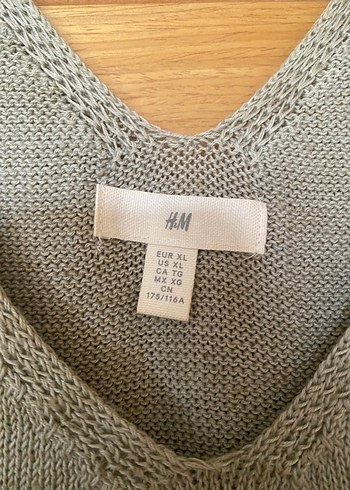 H&M
EUR XL
US XL
CA TG
MX XG
CN
175/116A